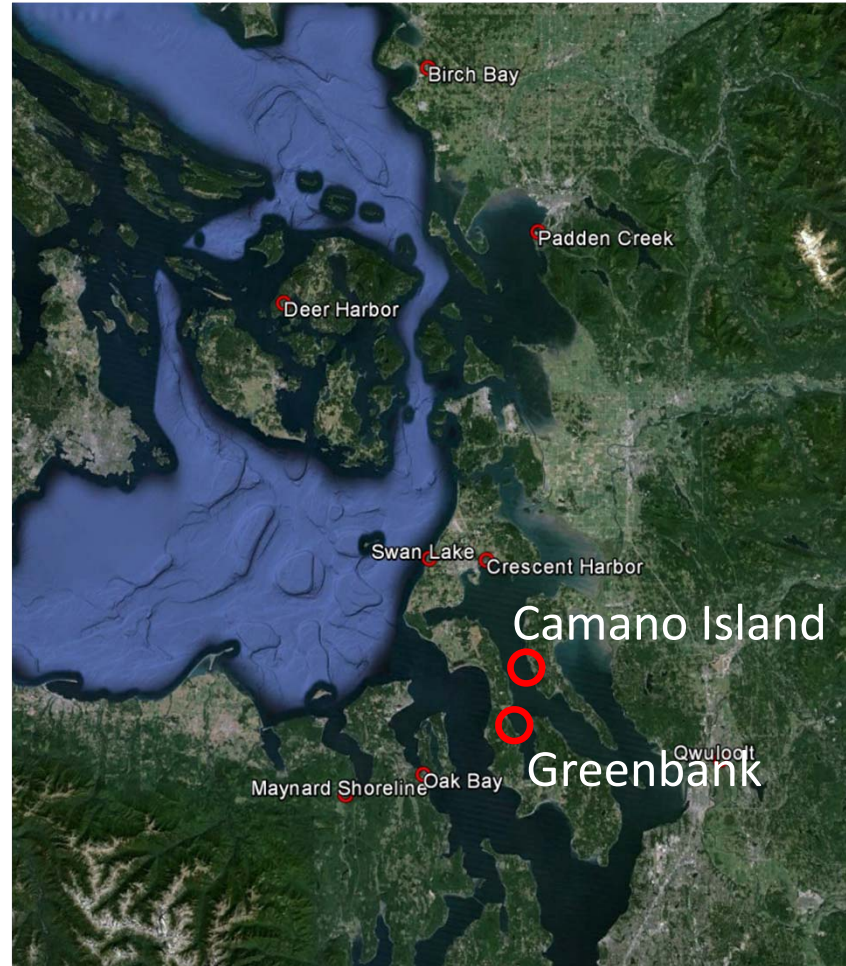 Birch Bay
Padden Creek
Deer Harbor
Swan Lake
Crescent Harbor
Camano Island
Qwuloolt
Greenbank
Maynard Shoreline
Oak Bay